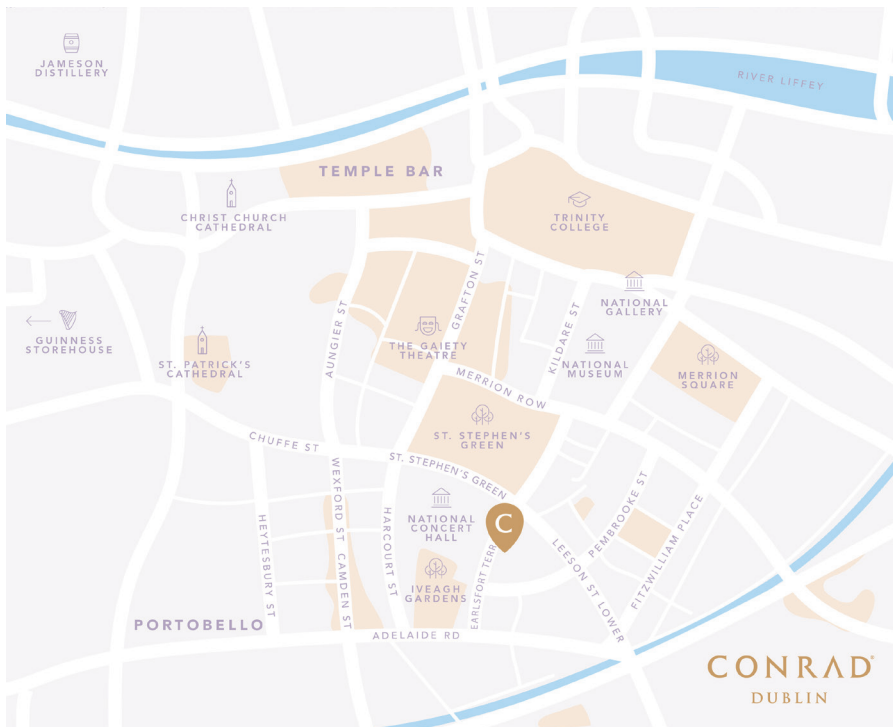 JAMESON
DISTILLERY
RIVER LIFFEY
TEMPLE BAR
CHRIST CHURCH
CATHEDRAL
TRINITY
COLLEGE
GRAFTON ST
NATIONAL
GALLERY
GUINNESS
STOREHOUSE
ST. PATRICK'S
CATHEDRAL
AUNGIER ST
THE GAIETY
THEATRE
KILDARE ST
NATIONAL
MUSEUM
MERRION
SQUARE
MERRION ROW
ST. STEPHEN'S
GREEN
CHUFFE ST
ST. STEPHEN'S GREEN
WEXFORD ST
CAMDEN ST
HEYTESBURY ST
HARCOURT ST
NATIONAL
CONCERT
HALL
C
PEMBROOKE ST
FITZWILLIAM PLACE
LEESON ST LOWER
EARLSFORT TERR
IVEAGH
GARDENS
PORTOBELLO
ADELAIDE RD
CONRAD®
DUBLIN